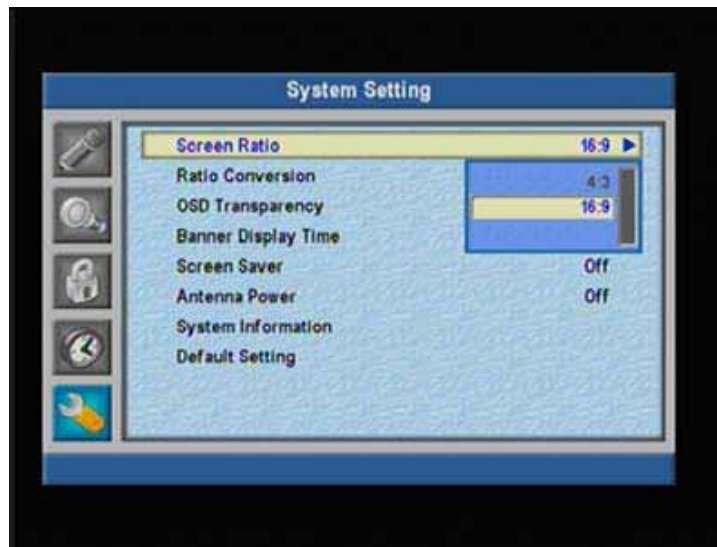 System Setting
Screen Ratio 16:9
Ratio Conversion 4:3
OSD Transparency 16:9
Banner Display Time
Screen Saver Off
Antenna Power Off
System Information
Default Setting